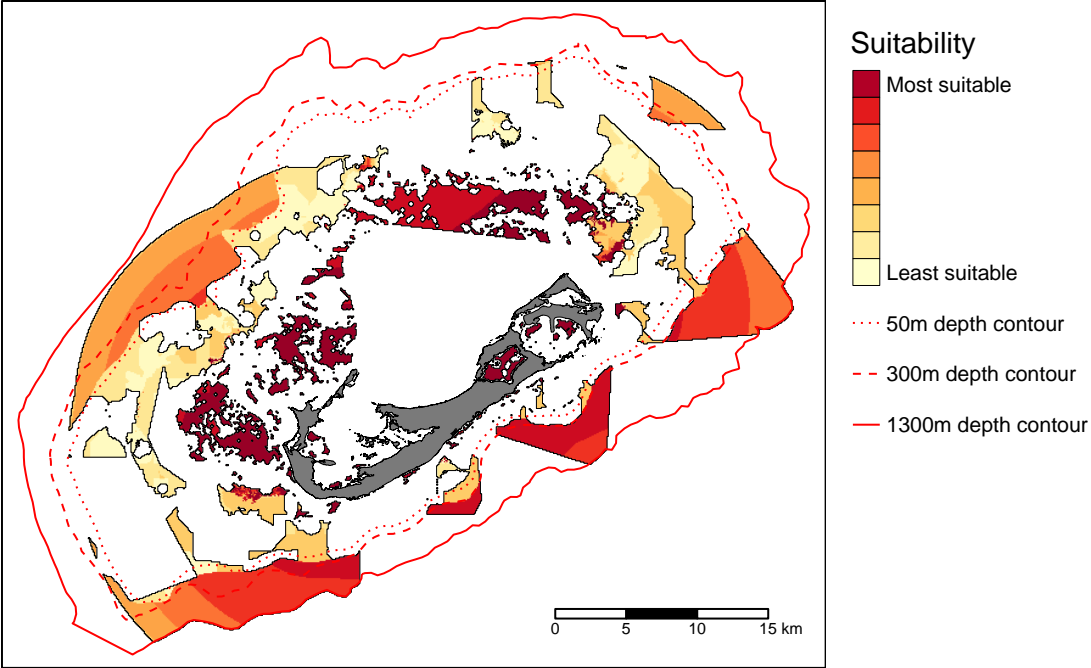 Suitability
Most suitable
Least suitable
50m depth contour
300m depth contour
1300m depth contour
0 5 10 15 km